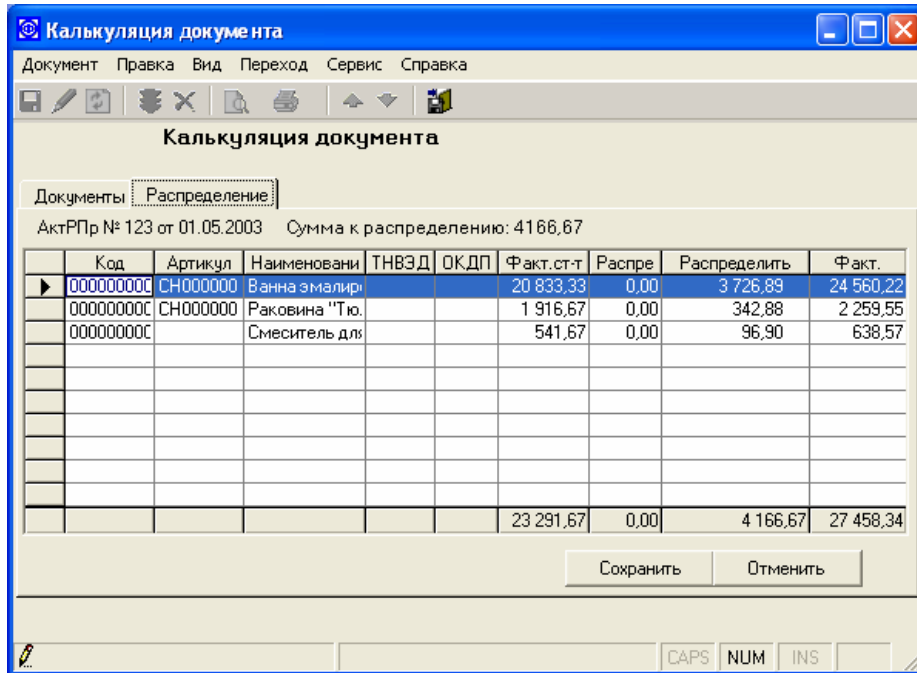 Калькуляция документа
Документ Правка Вид Переход Сервис Справка
Калькуляция документа
Документы Распределение
АктРПр № 123 от 01.05.2003 Сумма к распределению: 4166,67
Код Артикул Наименовани ТНВЭД ОКДП Факт.ст-т Распре Распределить Факт.
000000000 СН000000 Ванна эмалир 20 833,33 0,00 3 726,89 24 560,22
000000000 СН000000 Раковина "Тю. 1 916,67 0,00 342,88 2 259,55
000000000 Смеситель для 541,67 0,00 96,90 638,57
23 291,67 0,00 4 166,67 27 458,34
Сохранить Отменить
CAPS NUM INS